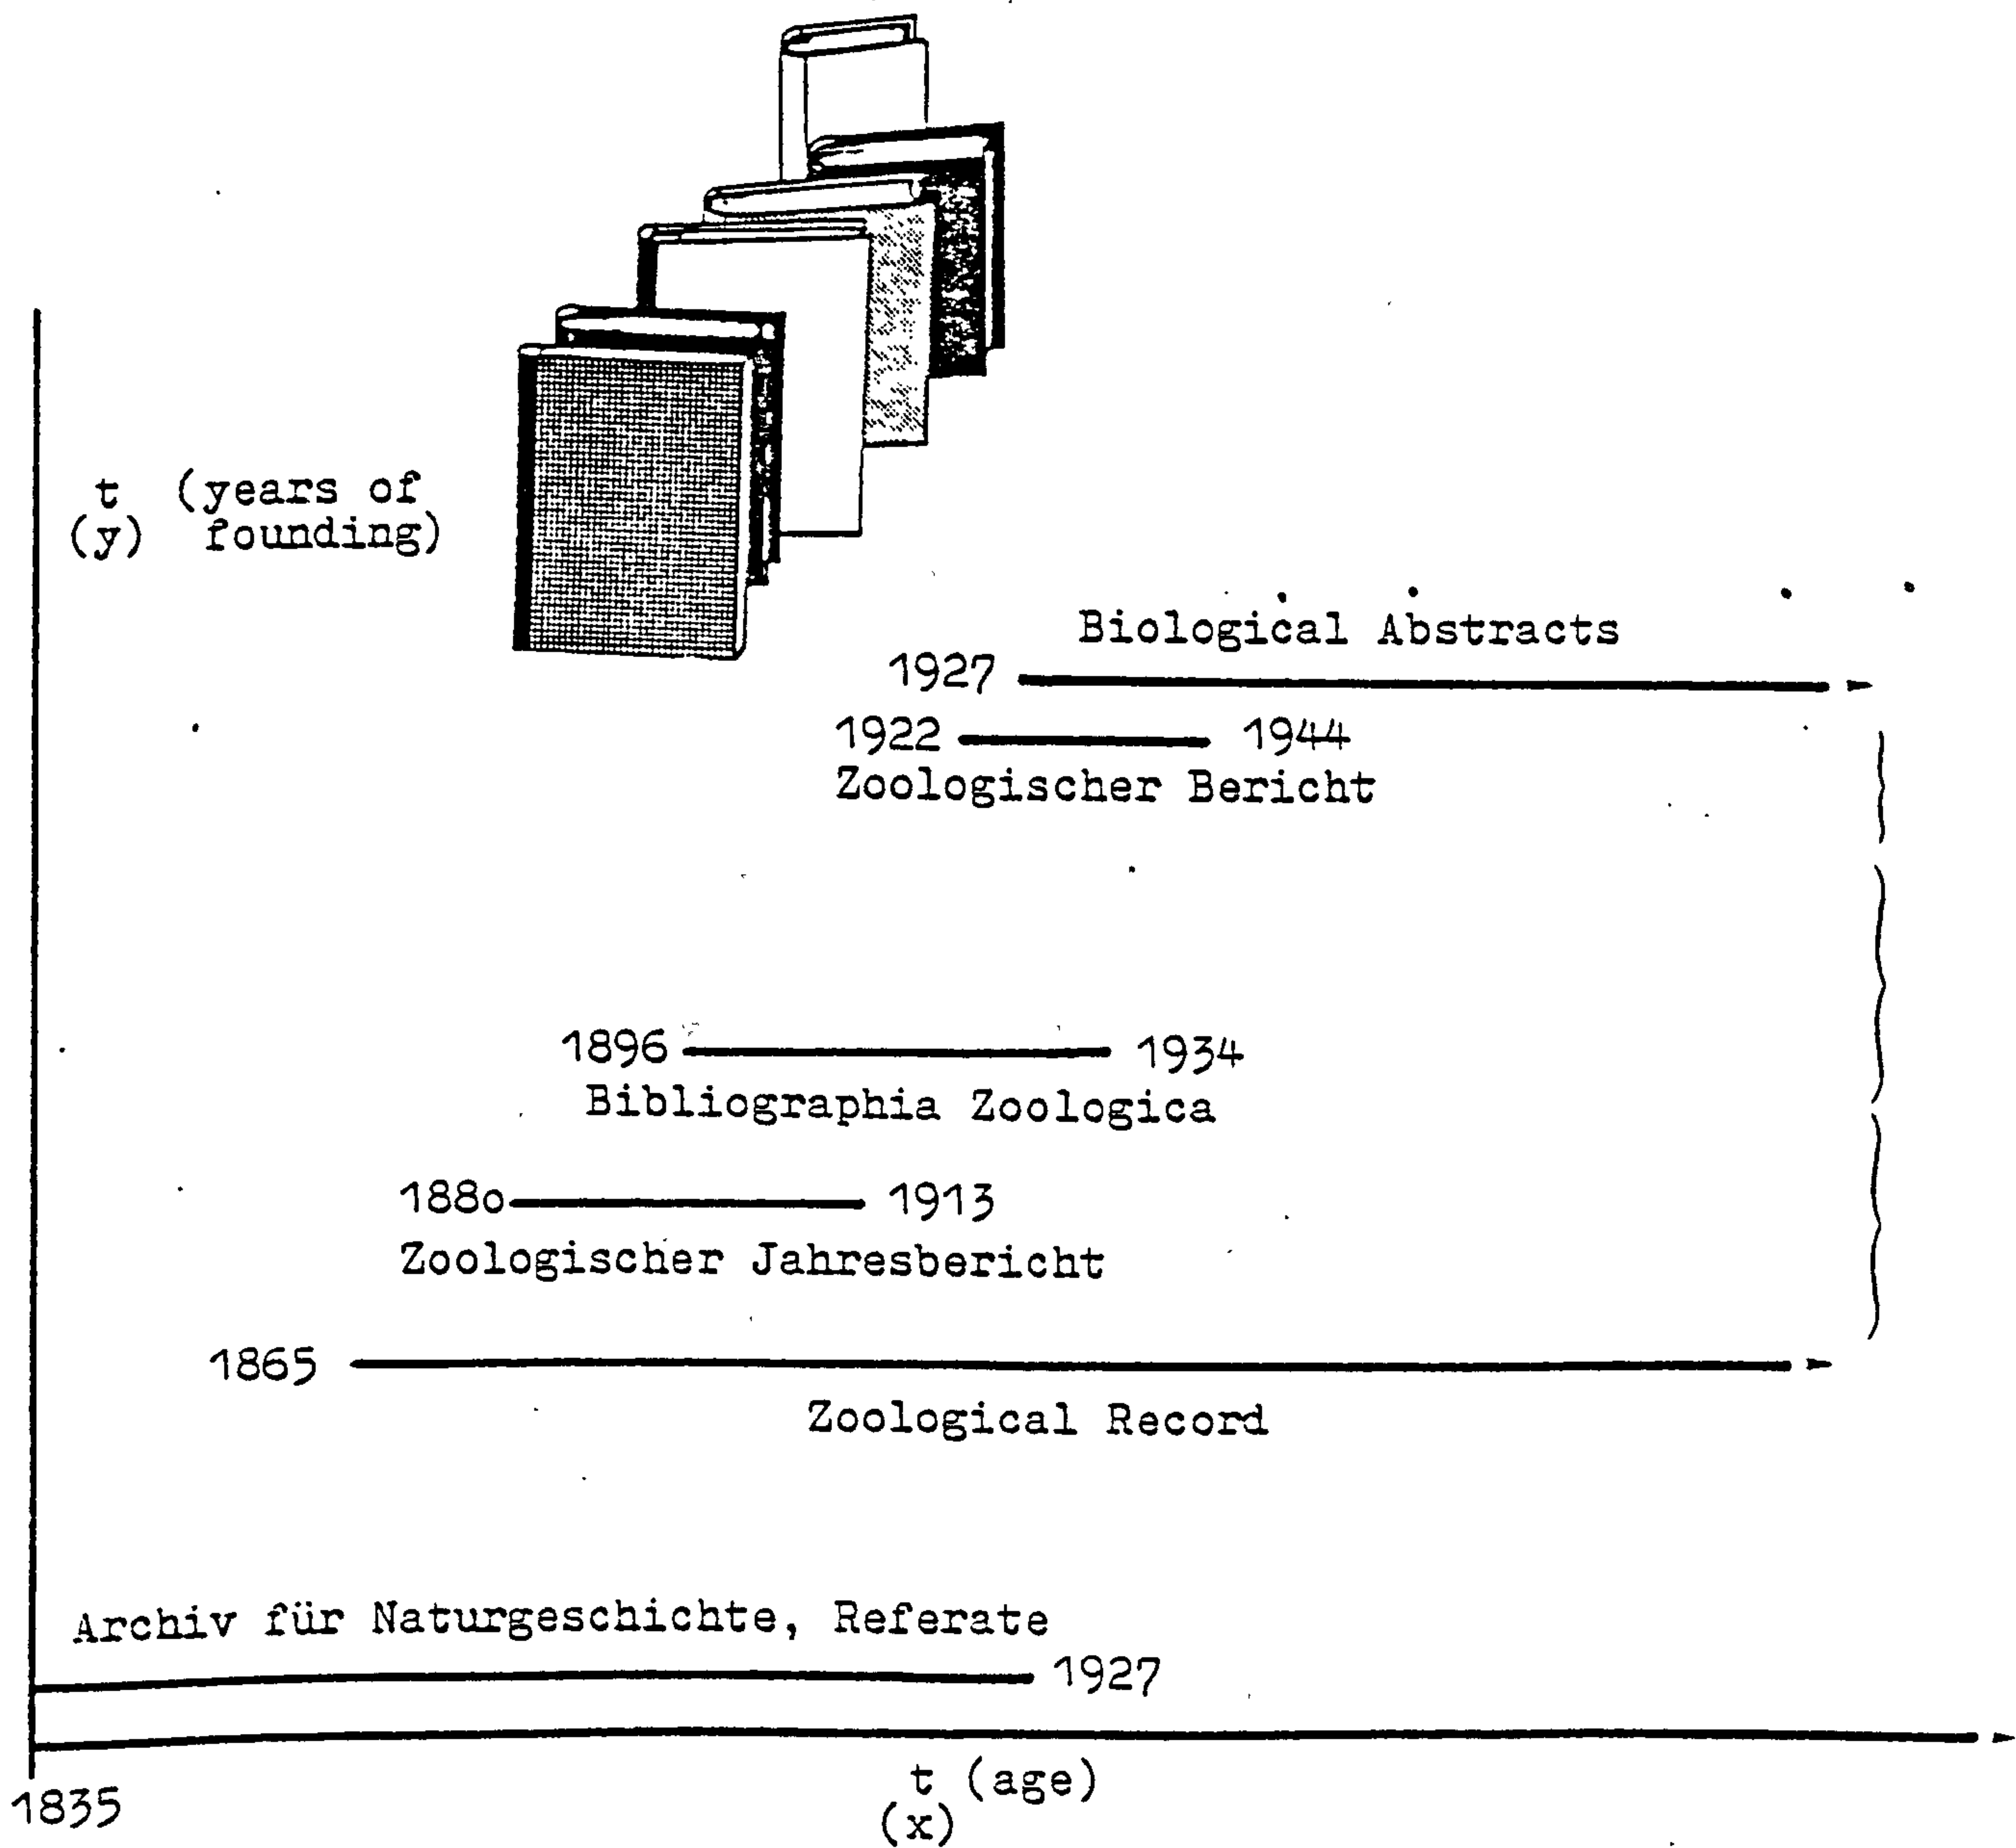 t (years of
(y) founding)
Biological Abstracts
1927
1922 1944
Zoologischer Bericht
1896 1934
Bibliographia Zoologica
188o 1913
Zoologischer Jahresbericht
1865
Zoological Record
Archiv für Naturgeschichte, Referate
1927
1835
t (age)
(x)